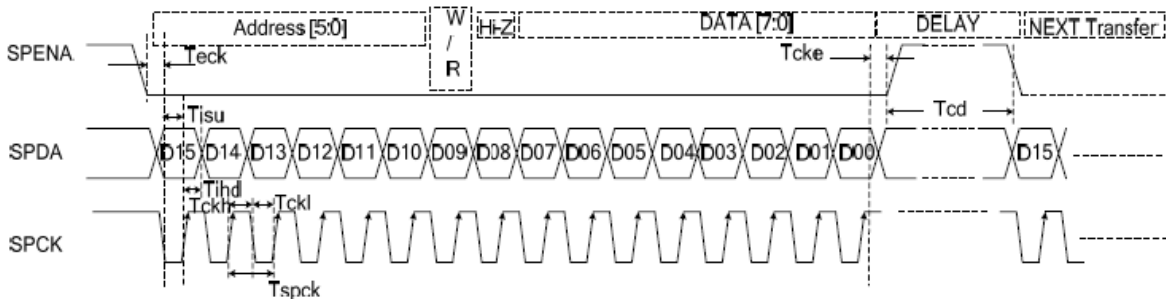 Address [5:0] W/R Hi-Z DATA [7:0] DELAY NEXT Transfer
SPENA Teck Tcke
Tcd
Tisu
SPDA D15 D14 D13 D12 D11 D10 D09 D08 D07 D06 D05 D04 D03 D02 D01 D00 D15
Tihd
Tckh Tckl
SPCK
Tspck